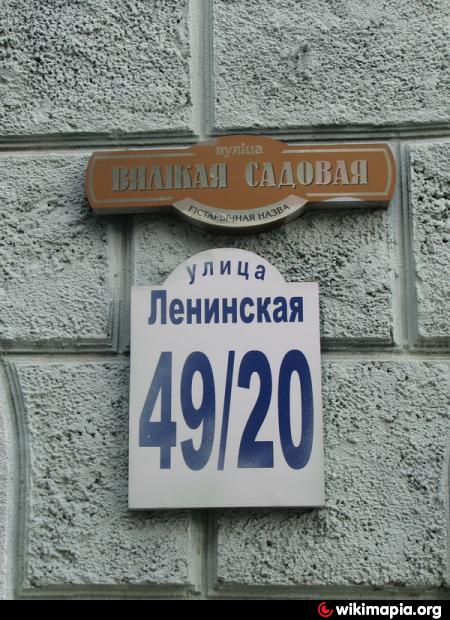 вуліца
ВЯЛІКАЯ САДОВАЯ
ГІСТАРЫЧНАЯ НАЗВА
улица
Ленинская
49/20
wikimapia.org